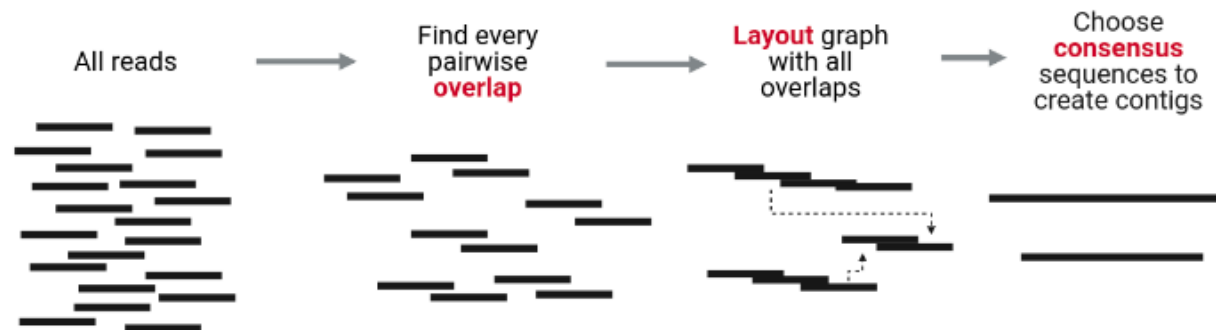 All reads
Find every
pairwise
overlap
Layout graph
with all
overlaps
Choose
consensus
sequences to
create contigs